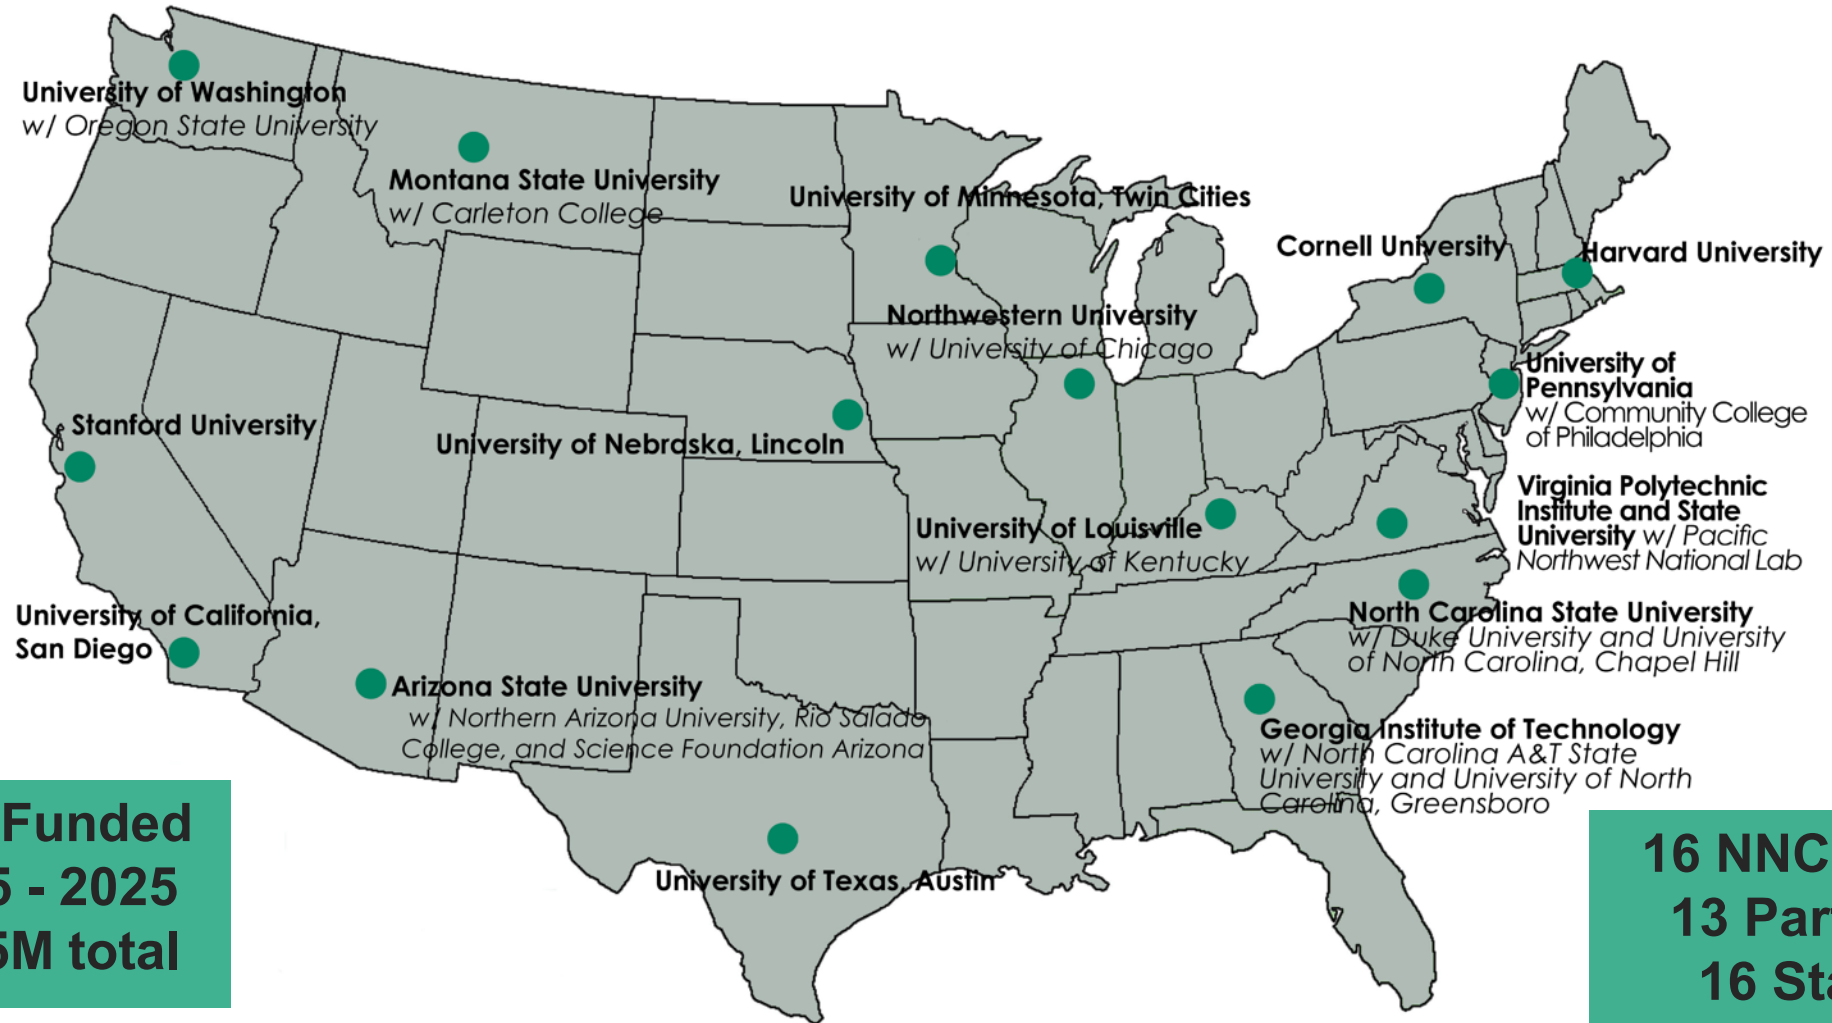 University of Washington
w/ Oregon State University
Montana State University
w/ Carleton College
University of Minnesota, Twin Cities
Cornell University
Harvard University
Northwestern University
w/ University of Chicago
University of
Pennsylvania
w/ Community College
of Philadelphia
Stanford University
University of Nebraska, Lincoln
Virginia Polytechnic
Institute and State
University w/ Pacific
Northwest National Lab
University of Louisville
w/ University of Kentucky
North Carolina State University
w/ Duke University and University
of North Carolina, Chapel Hill
University of California,
San Diego
Arizona State University
w/ Northern Arizona University, Rio Salado
College, and Science Foundation Arizona
Georgia Institute of Technology
w/ North Carolina A&T State
University and University of North
Carolina, Greensboro
University of Texas, Austin
Funded
5 - 2025
5M total
16 NNC
13 Par
16 Sta